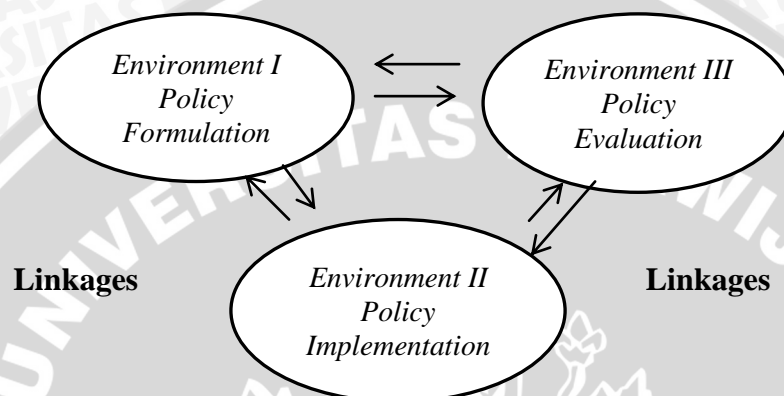 Environment I
Policy
Formulation
Environment III
Policy
Evaluation
Linkages
Environment II
Policy
Implementation
Linkages